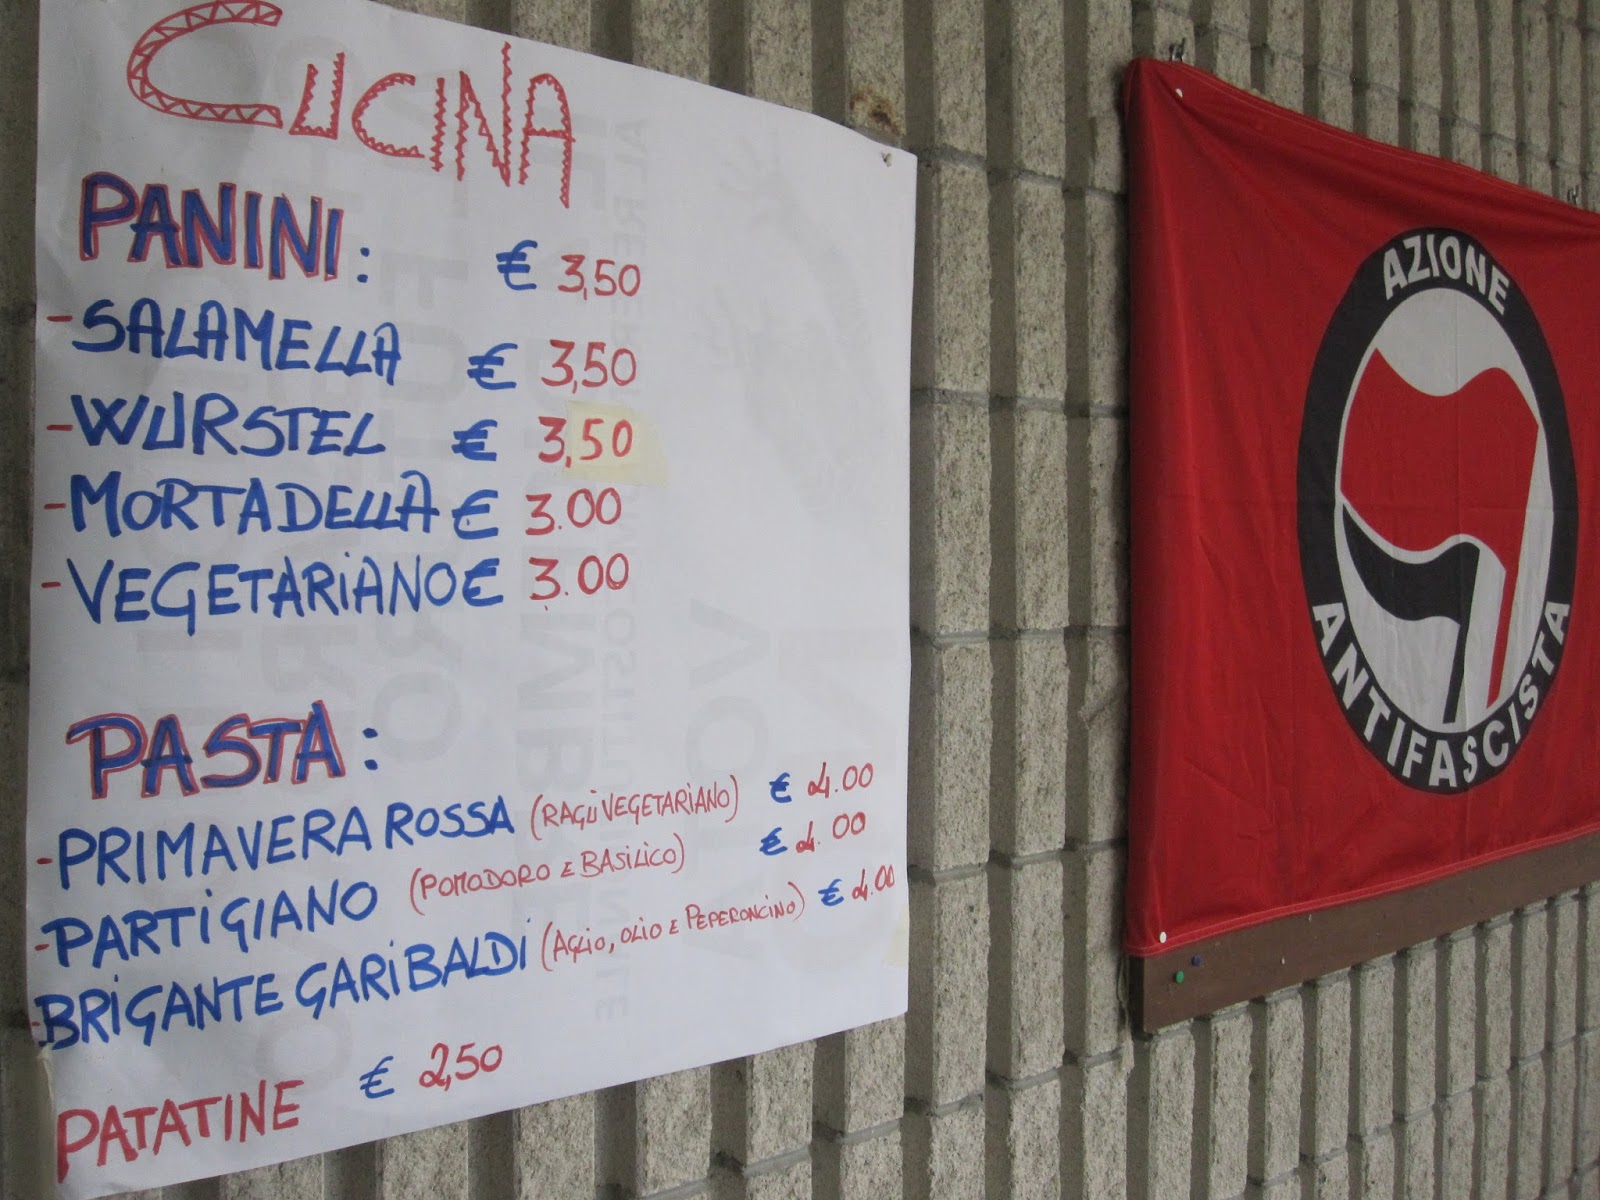 CUCINA
PANINI: € 3,50
-SALAMELLA € 3,50
-WURSTEL € 3,50
-MORTADELLA € 3.00
-VEGETARIANO € 3.00
PASTA:
-PRIMAVERA ROSSA (RAGÙ VEGETARIANO) € 4.00
-PARTIGIANO (POMODORO E BASILICO) € 4.00
-BRIGANTE GARIBALDI (AGLIO, OLIO E PEPERONCINO) € 4.00
PATATINE € 2,50
AZIONE
ANTIFASCISTA